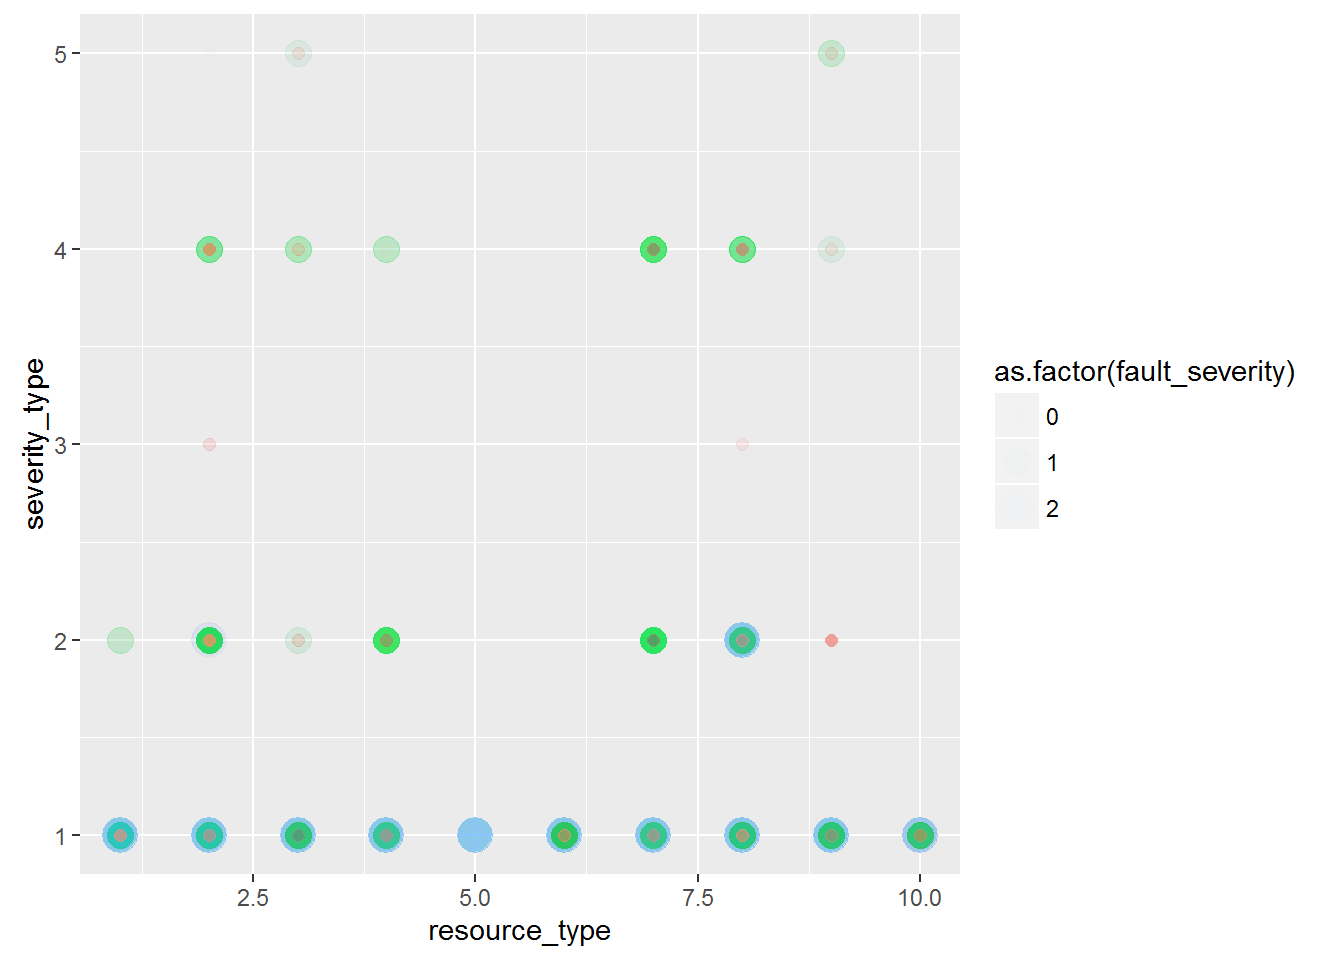 5
4
3
2
1
severity_type
2.5 5.0 7.5 10.0
resource_type
as.factor(fault_severity)
0
1
2